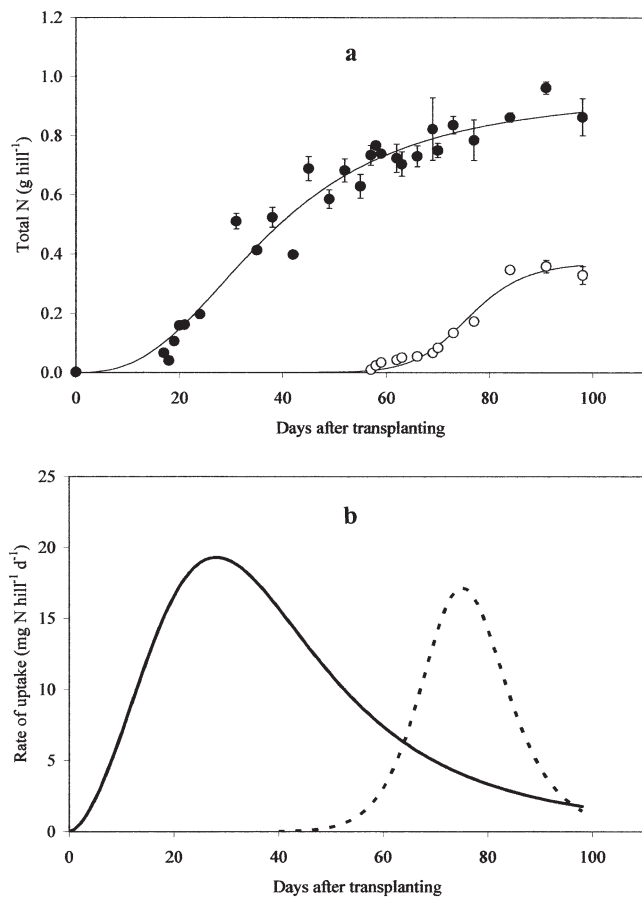 a
1.2
1.0
0.8
0.6
0.4
0.2
0.0
Total N (g hill⁻¹)
0 20 40 60 80 100
Days after transplanting
b
25
20
15
10
5
0
Rate of uptake (mg N hill⁻¹ d⁻¹)
0 20 40 60 80 100
Days after transplanting